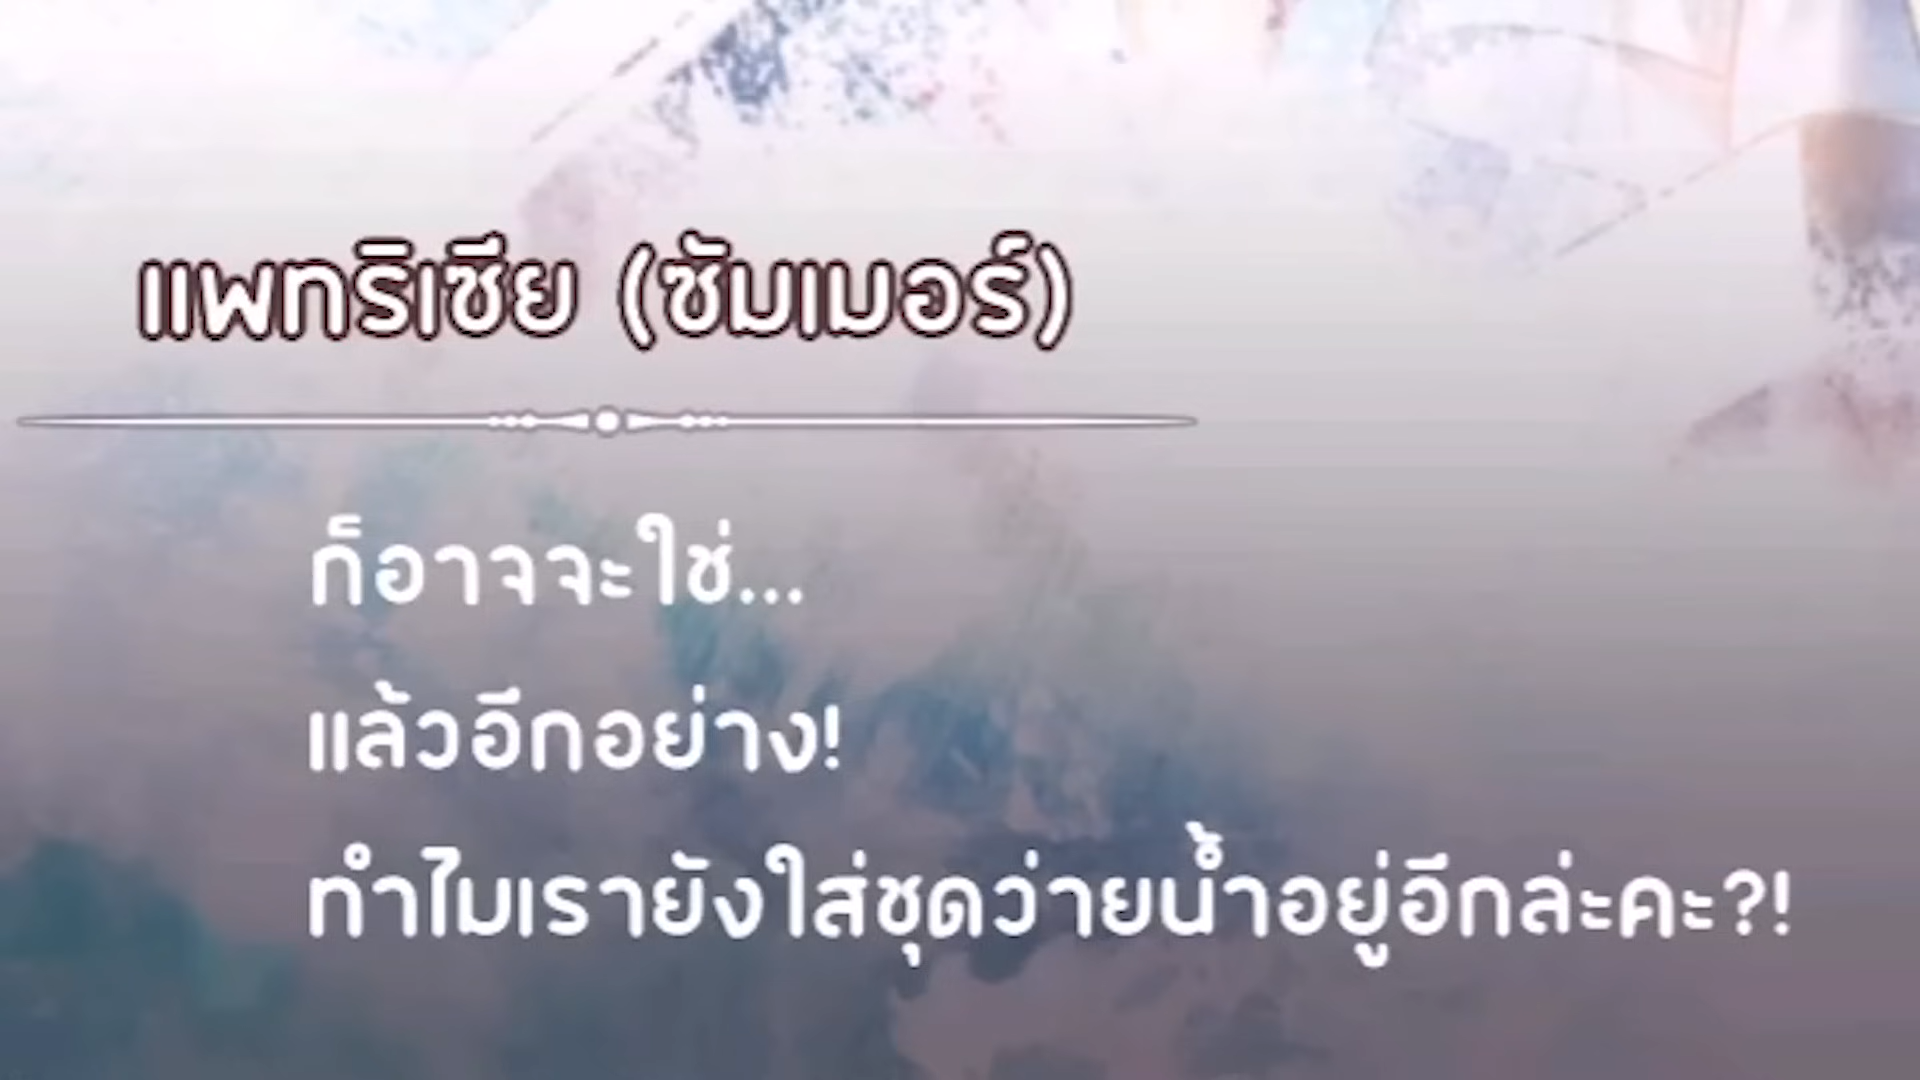 แพทริเซีย (ซัมเมอร์)
ก็อาจจะใช่...
แล้วอีกอย่าง!
ทำไมเรายังใส่ชุดว่ายน้ำอยู่อีกล่ะคะ?!